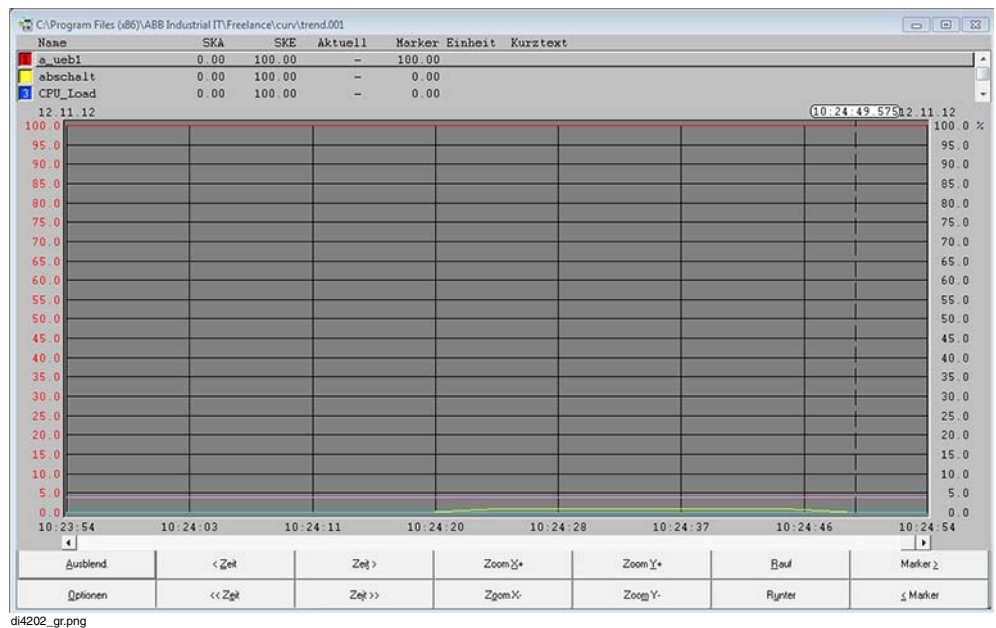 C:\Program Files (x86)\ABB Industrial IT\Freelance\curv\trend.001
Name SKA SKE Aktuell Marker Einheit Kurztext
1 a_ueb1 0.00 100.00 - 100.00
abschalt 0.00 100.00 - 0.00
3 CPU_Load 0.00 100.00 - 0.00
12.11.12 10:24:49.575 12.11.12
100.0 100.0 %
95.0 95.0
90.0 90.0
85.0 85.0
80.0 80.0
75.0 75.0
70.0 70.0
65.0 65.0
60.0 60.0
55.0 55.0
50.0 50.0
45.0 45.0
40.0 40.0
35.0 35.0
30.0 30.0
25.0 25.0
20.0 20.0
15.0 15.0
10.0 10.0
5.0 5.0
0.0 0.0
10:23:54 10:24:03 10:24:11 10:24:20 10:24:28 10:24:37 10:24:46 10:24:54
Ausblend. < Zeit Zeit > Zoom X+ Zoom Y+ Rauf Marker >
Optionen << Zeit Zeit >> Zoom X- Zoom Y- Runter < Marker
di4202_gr.png